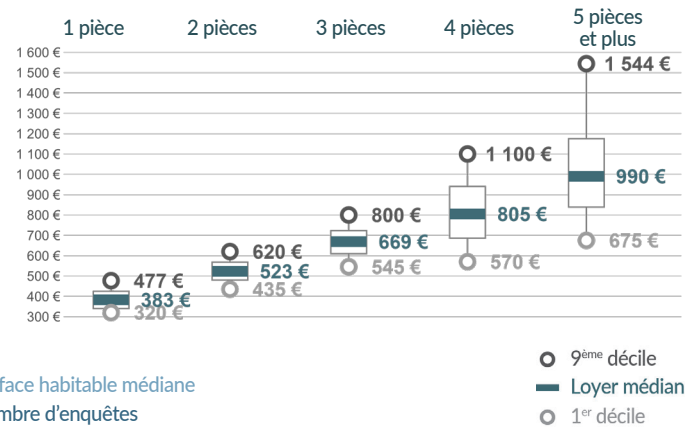 1 pièce 2 pièces 3 pièces 4 pièces 5 pièces
et plus
1 600 €
1 500 €
1 400 €
1 300 €
1 200 €
1 100 €
1 000 €
900 €
800 €
700 €
600 €
500 €
400 €
300 €
477 €
383 €
320 €
620 €
523 €
435 €
800 €
669 €
545 €
1 100 €
805 €
570 €
1 544 €
990 €
675 €
9ème décile
Loyer médian
1er décile
face habitable médiane
mbre d'enquêtes